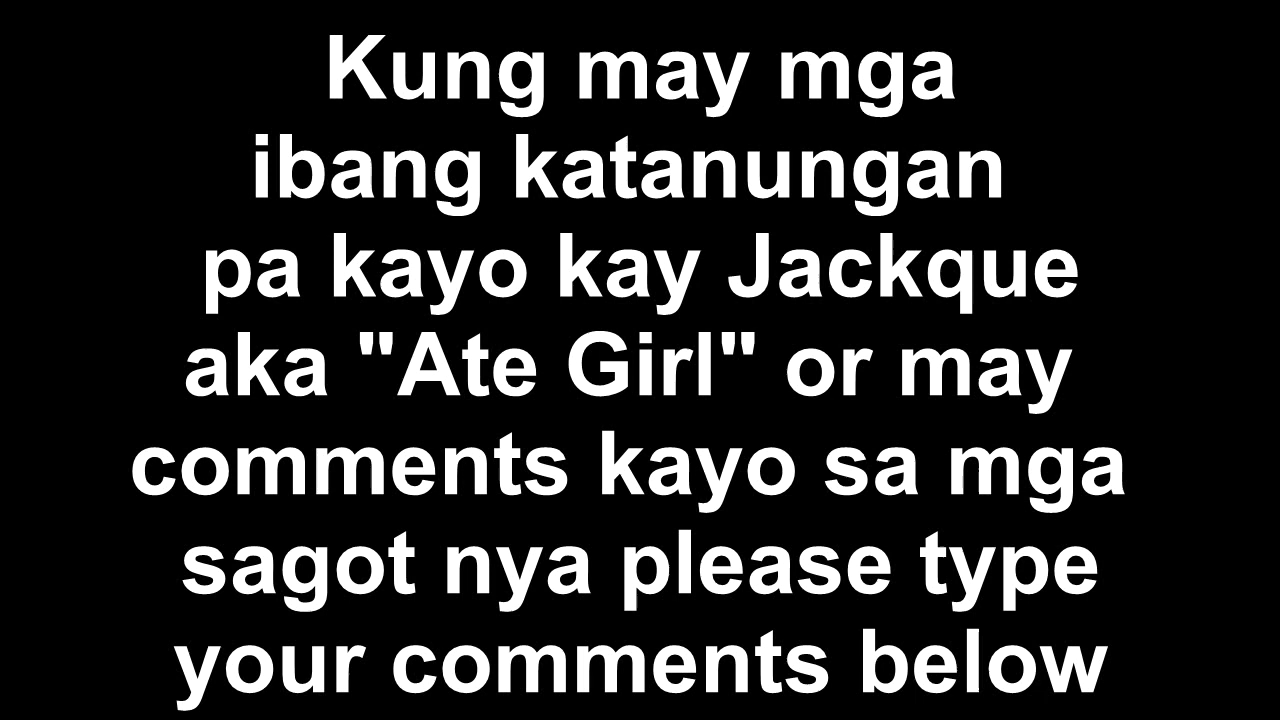 Kung may mga
ibang katanungan
pa kayo kay Jackque
aka "Ate Girl" or may
comments kayo sa mga
sagot nya please type
your comments below